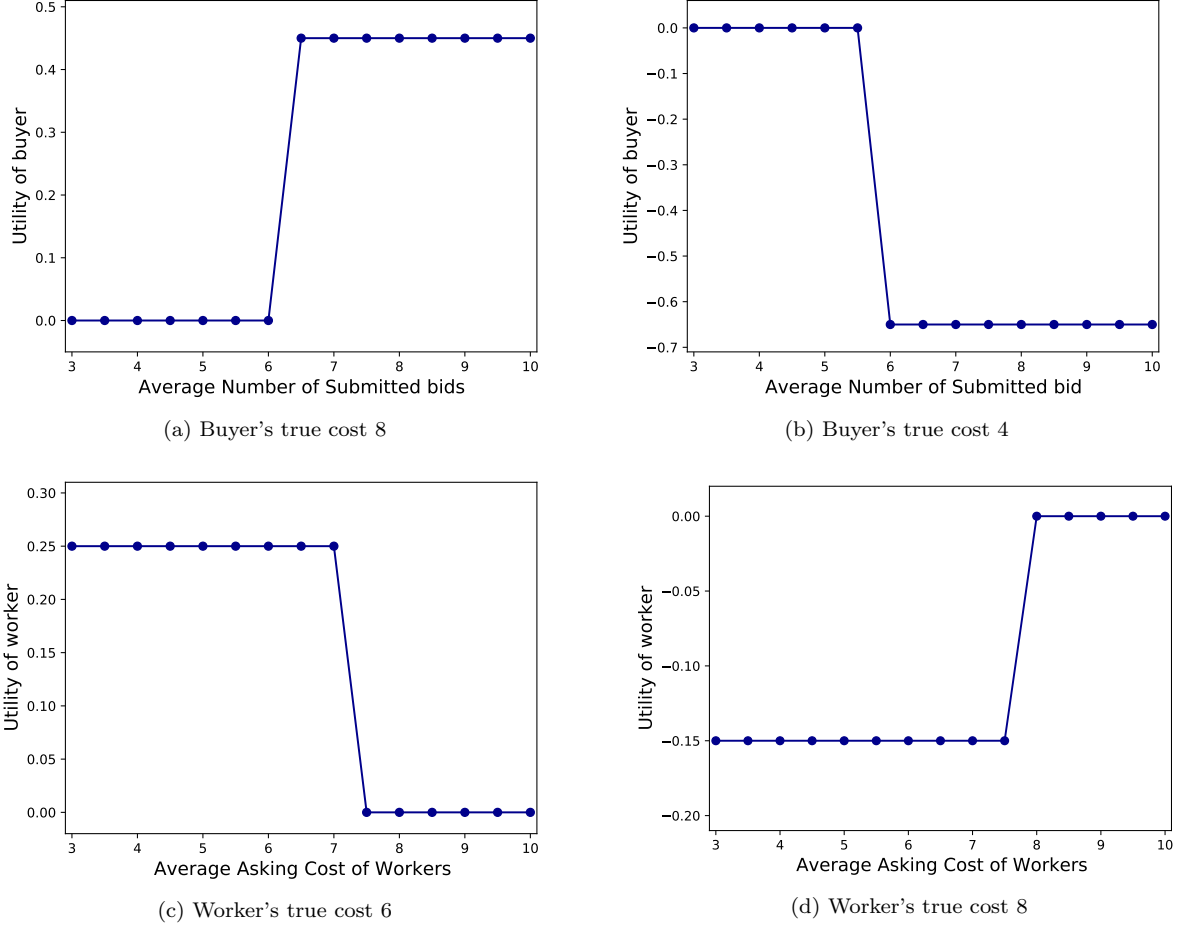 0.5
0.4
0.3
0.2
0.1
0.0
Utility of buyer
3 4 5 6 7 8 9 10
Average Number of Submitted bids
(a) Buyer's true cost 8
0.0
−0.1
−0.2
−0.3
−0.4
−0.5
−0.6
−0.7
Utility of buyer
3 4 5 6 7 8 9 10
Average Number of Submitted bid
(b) Buyer's true cost 4
0.30
0.25
0.20
0.15
0.10
0.05
0.00
Utility of worker
3 4 5 6 7 8 9 10
Average Asking Cost of Workers
(c) Worker's true cost 6
0.00
−0.05
−0.10
−0.15
−0.20
Utility of worker
3 4 5 6 7 8 9 10
Average Asking Cost of Workers
(d) Worker's true cost 8